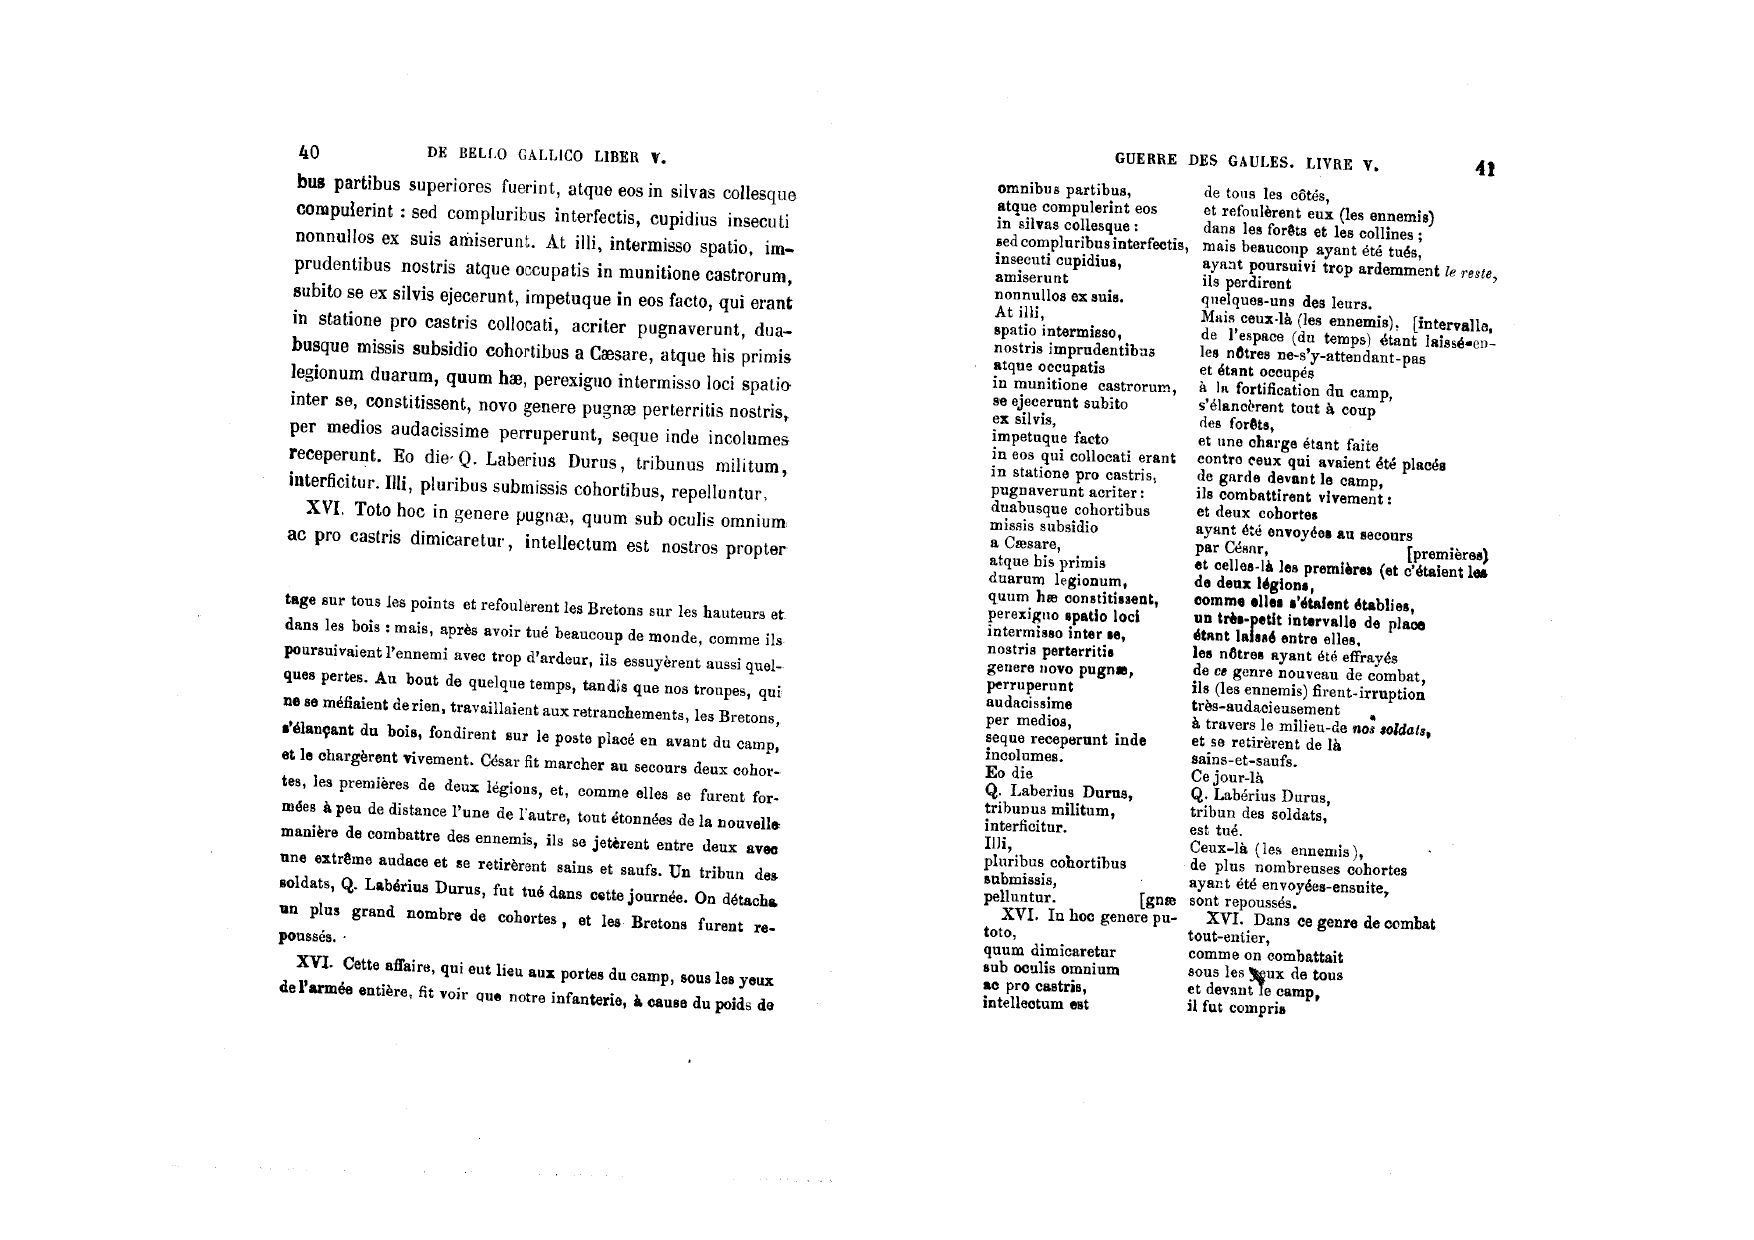 40 DE BELLO GALLICO LIBER V.
bus partibus superiores fuerint, atque eos in silvas collesque
compulerint : sed compluribus interfectis, cupidius insecuti
nonnullos ex suis amiserunt. At illi, intermisso spatio, im-
prudentibus nostris atque occupatis in munitione castrorum,
subito se ex silvis ejecerunt, impetuque in eos facto, qui erant
in statione pro castris collocati, acriter pugnaverunt, dua-
busque missis subsidio cohortibus a Cæsare, atque his primis
legionum duarum, quum hæ, perexiguo intermisso loci spatio
inter se, constitissent, novo genere pugnæ perterritis nostris,
per medios audacissime perruperunt, seque inde incolumes
receperunt. Eo die Q. Laberius Durus, tribunus militum,
interficitur. Illi, pluribus submissis cohortibus, repelluntur.
XVI. Toto hoc in genere pugnæ, quum sub oculis omnium
ac pro castris dimicaretur, intellectum est nostros propter
tage sur tous les points et refoulèrent les Bretons sur les hauteurs et
dans les bois : mais, après avoir tué beaucoup de monde, comme ils
poursuivaient l'ennemi avec trop d'ardeur, ils essuyèrent aussi quel-
ques pertes. Au bout de quelque temps, tandis que nos troupes, qui
ne se méfiaient de rien, travaillaient aux retranchements, les Bretons,
s'élançant du bois, fondirent sur le poste placé en avant du camp,
et le chargèrent vivement. César fit marcher au secours deux cohor-
tes, les premières de deux légions, et, comme elles se furent for-
mées à peu de distance l'une de l'autre, tout étonnées de la nouvelle
manière de combattre des ennemis, ils se jetèrent entre deux avec
une extrême audace et se retirèrent sains et saufs. Un tribun des
soldats, Q. Labérius Durus, fut tué dans cette journée. On détacha
un plus grand nombre de cohortes, et les Bretons furent re-
poussés.
XVI. Cette affaire, qui eut lieu aux portes du camp, sous les yeux
de l'armée entière, fit voir que notre infanterie, à cause du poids de
GUERRE DES GAULES. LIVRE V. 41
omnibus partibus,
atque compulerint eos
in silvas collesque :
sed compluribus interfectis,
insecuti cupidius,
amiserunt
nonnullos ex suis.
At illi,
spatio intermisso,
nostris imprudentibus
atque occupatis
in munitione castrorum,
se ejecerunt subito
ex silvis,
impetuque facto
in eos qui collocati erant
in statione pro castris,
pugnaverunt acriter :
duabusque cohortibus
missis subsidio
a Cæsare,
atque his primis
duarum legionum,
quum hæ constitissent,
perexiguo spatio loci
intermisso inter se,
nostris perterritis
genere novo pugnæ,
perruperunt
audacissime
per medios,
seque receperunt inde
incolumes.
Eo die
Q. Laberius Durus,
tribunus militum,
interficitur.
Illi,
pluribus cohortibus
submissis,
pelluntur. [gnæ
XVI. In hoc genere pu-
toto,
quum dimicaretur
sub oculis omnium
ac pro castris,
intellectum est
de tous les côtés,
et refoulèrent eux (les ennemis)
dans les forêts et les collines ;
mais beaucoup ayant été tués,
ayant poursuivi trop ardemment le reste,
ils perdirent
quelques-uns des leurs.
Mais ceux-là (les ennemis), [intervalle,
de l'espace (du temps) étant laissé-en-
les nôtres ne-s'y-attendant-pas
et étant occupés
à la fortification du camp,
s'élancèrent tout à coup
des forêts,
et une charge étant faite
contre ceux qui avaient été placés
de garde devant le camp,
ils combattirent vivement :
et deux cohortes
ayant été envoyées au secours
par César, [premières)
et celles-là les premières (et c'étaient les
de deux légions,
comme elles s'étaient établies,
un très-petit intervalle de place
étant laissé entre elles,
les nôtres ayant été effrayés
de ce genre nouveau de combat,
ils (les ennemis) firent-irruption
très-audacieusement
à travers le milieu-de nos soldats,
et se retirèrent de là
sains-et-saufs.
Ce jour-là
Q. Labérius Durus,
tribun des soldats,
est tué.
Ceux-là (les ennemis),
de plus nombreuses cohortes
ayant été envoyées-ensuite,
sont repoussés.
XVI. Dans ce genre de combat
tout-entier,
comme on combattait
sous les yeux de tous
et devant le camp,
il fut compris